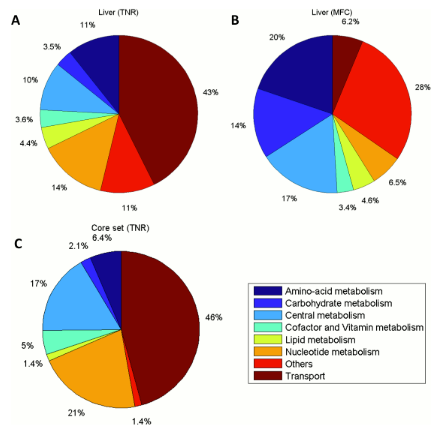 A
Liver (TNR)
11%
3.5%
10%
3.6%
4.4%
14%
11%
43%
B
Liver (MFC)
6.2%
20%
14%
17%
3.4%
4.6%
6.5%
28%
C
Core set (TNR)
6.4%
2.1%
17%
5%
1.4%
21%
1.4%
46%
Amino-acid metabolism
Carbohydrate metabolism
Central metabolism
Cofactor and Vitamin metabolism
Lipid metabolism
Nucleotide metabolism
Others
Transport